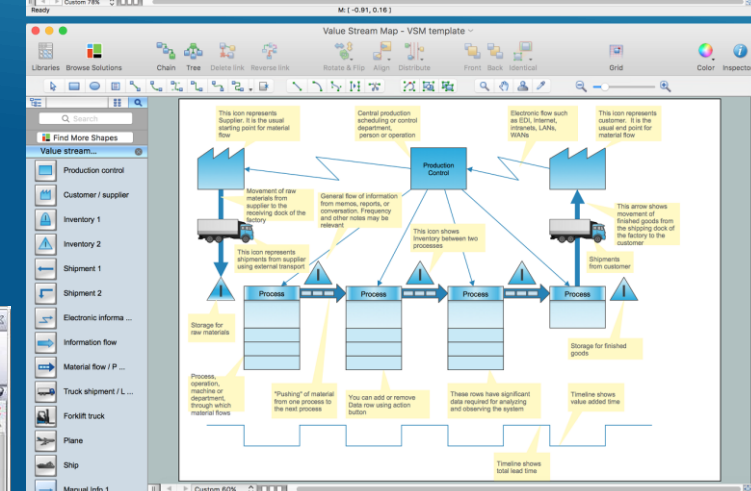 Custom 78%
Ready
M: ( -0.91, 0.16 )
Value Stream Map - VSM template
Libraries
Browse Solutions
Chain
Tree
Delete link
Reverse link
Rotate & Flip
Align
Distribute
Front
Back
Identical
Grid
Color
Inspecto
Search
Find More Shapes
Value stream...
Production control
Customer / supplier
Inventory 1
Inventory 2
Shipment 1
Shipment 2
Electronic informa ...
Information flow
Material flow / P ...
Truck shipment / L ...
Forklift truck
Plane
Ship
Manual info 1
This icon represents
Supplier. It is the usual
starting point for material
flow
Central production
scheduling or control
department,
person or operation
Electronic flow such
as EDI, Internet,
Intranets, LANs,
WANs
This icon represents
customer. It is the
usual end point for
material flow
Production
Control
Movement of raw
materials from
supplier to the
receiving dock of the
factory
General flow of information
from memos, reports, or
conversation. Frequency
and other notes may be
relevant
This icon shows
Inventory between two
processes
This arrow shows
movement of
finished goods from
the shipping dock of
the factory to the
customer
This icon represents
shipments from supplier
using external transport
Shipments
from customer
I
I
I
I
I
Process
Process
Process
Process
Storage for
raw materials
Storage for finished
goods
Process,
operation,
machine or
department,
through which
material flows
"Pushing" of material
from one process to
the next process
You can add or remove
Data row using action
button
These rows have significant
data required for analyzing
and observing the system
Timeline shows
value added time
Timeline shows
total lead time
Custom 60%